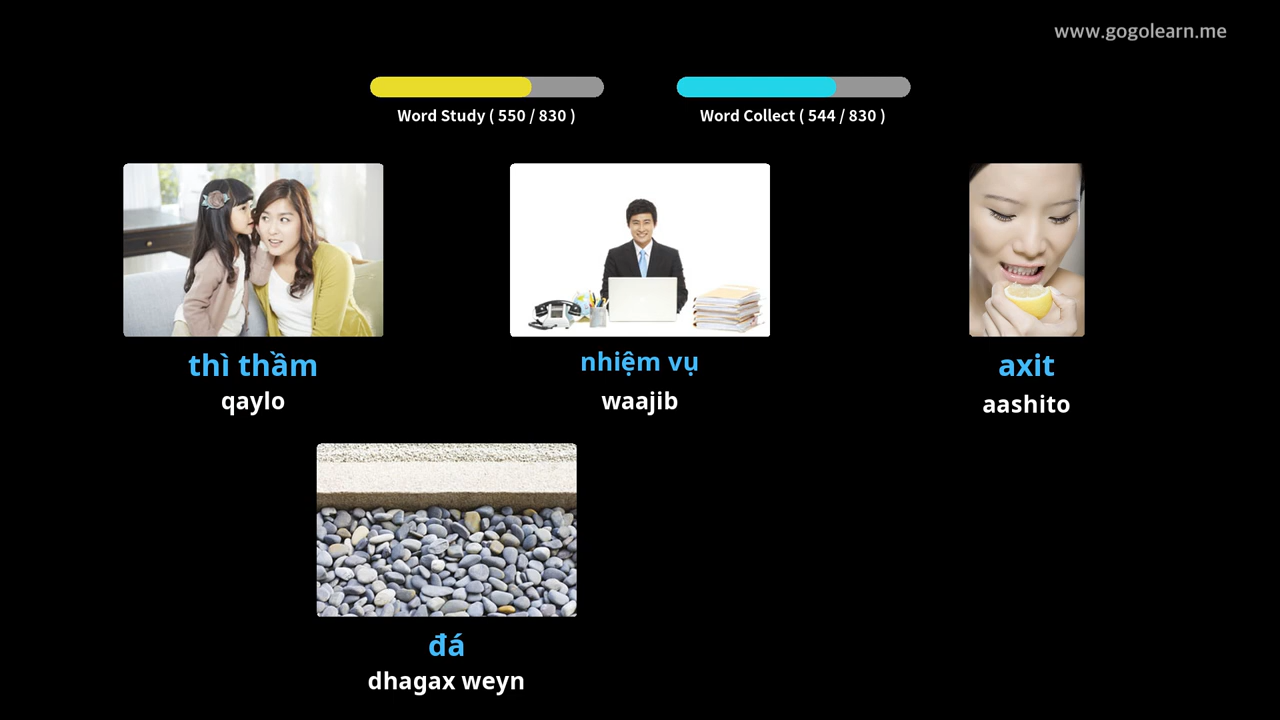 www.gogolearn.me
Word Study ( 550 / 830 )
Word Collect ( 544 / 830 )
thì thầm
qaylo
nhiệm vụ
waajib
axit
aashito
đá
dhagax weyn